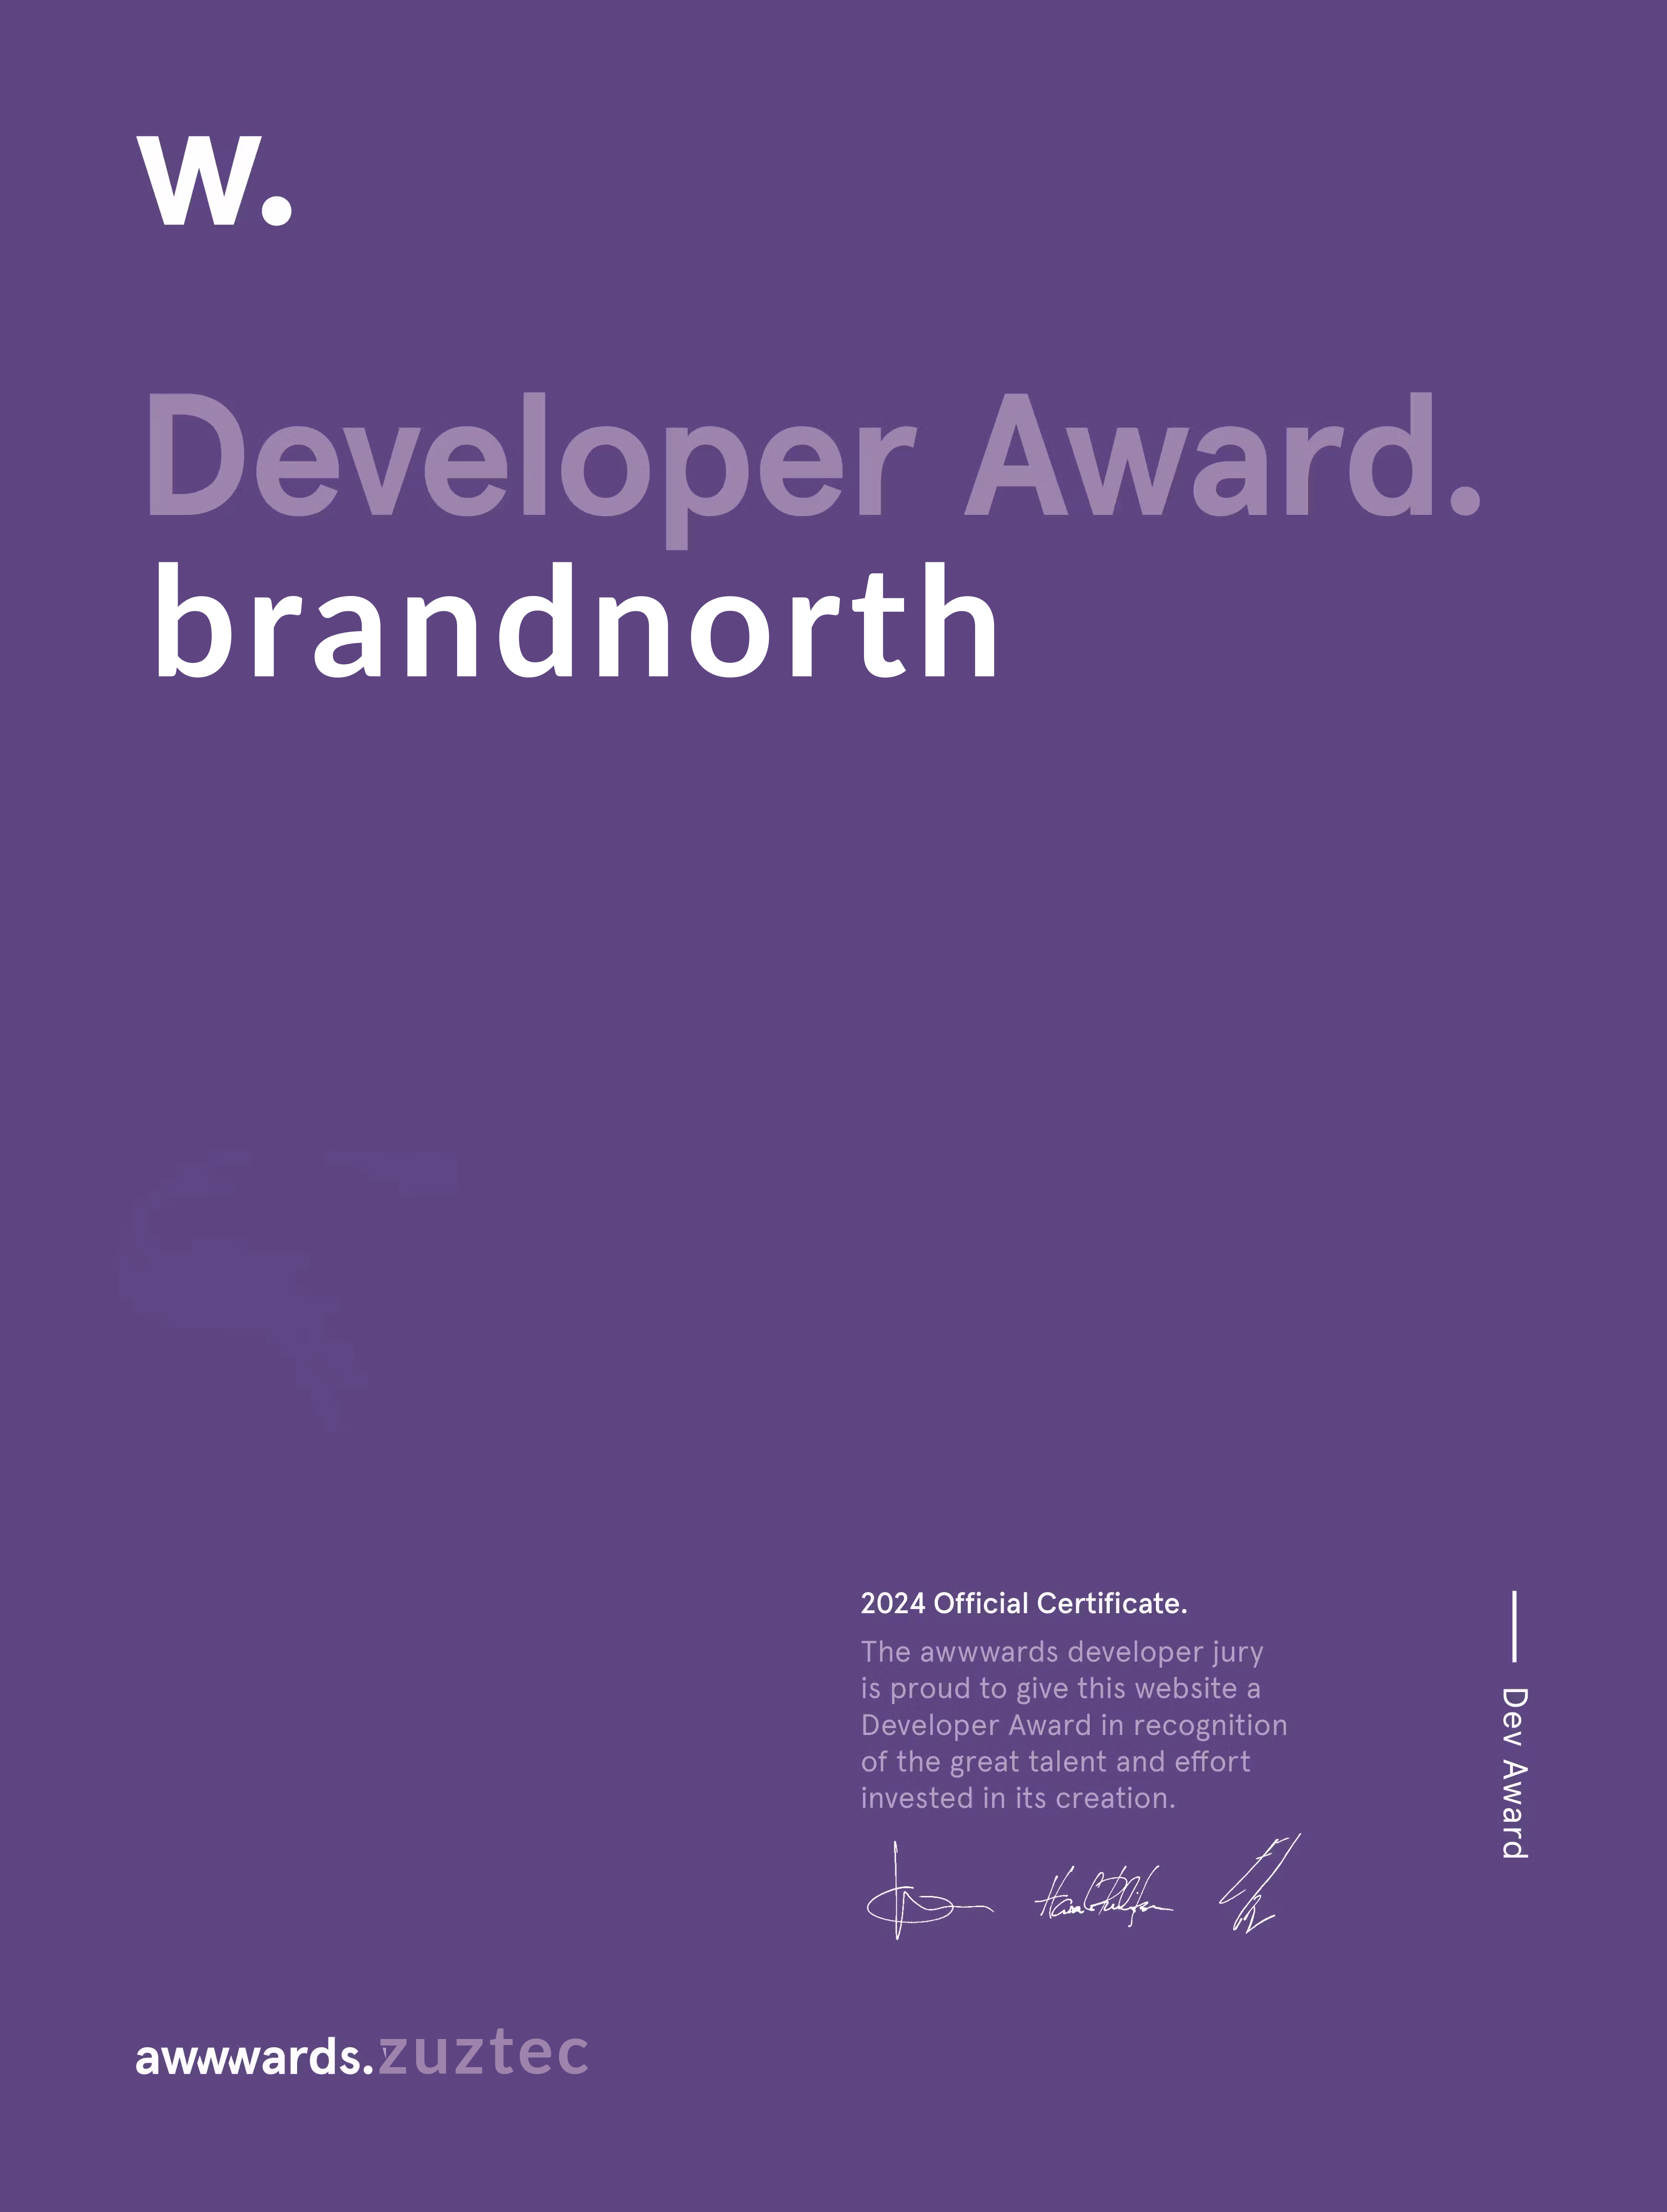 W.
Developer Award.
brandnorth
2024 Official Certificate.
The awwwards developer jury
is proud to give this website a
Developer Award in recognition
of the great talent and effort
invested in its creation.
Dev Award
awwwards.zuztec